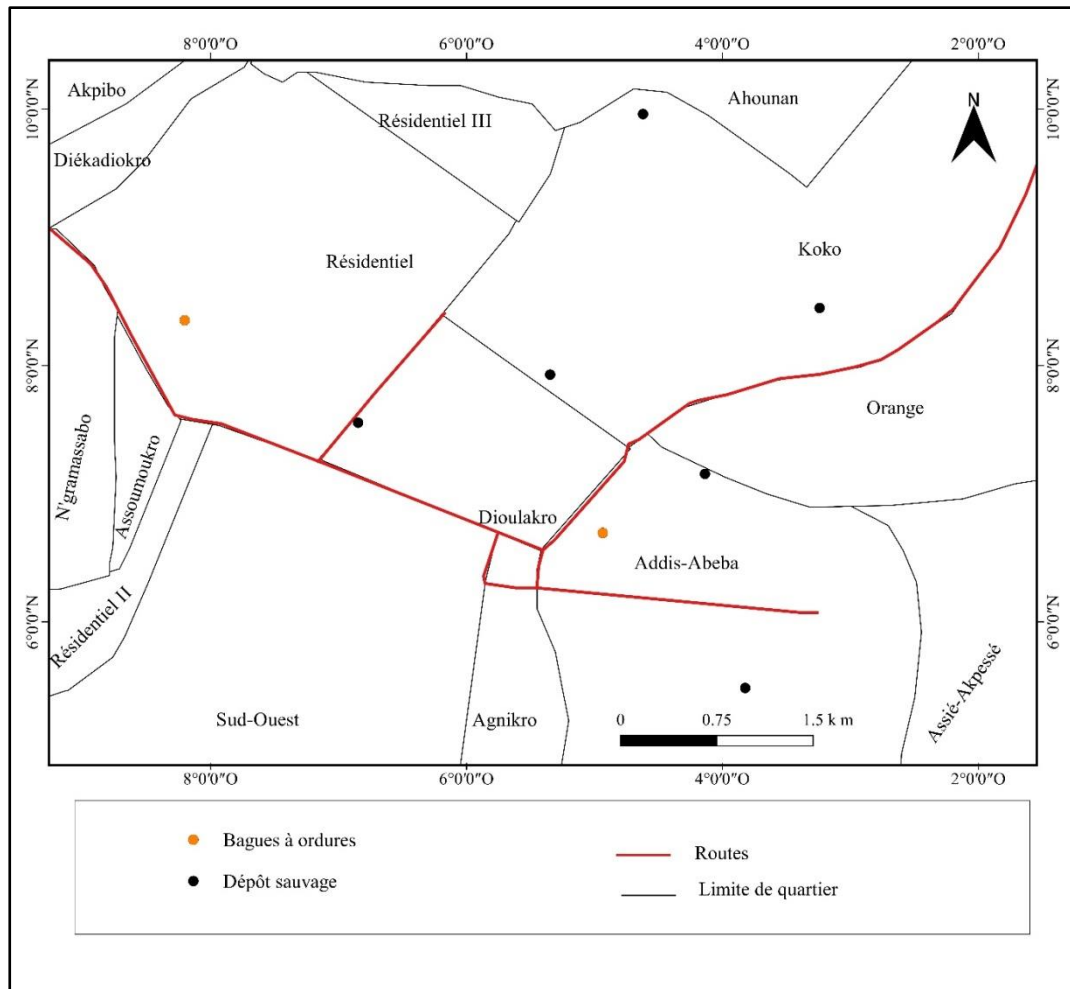 8°0'0"O
6°0'0"O
4°0'0"O
2°0'0"O
10°0'0"N
10°0'0"N
Akpibo
Ahounan
N
Résidentiel III
Diékadiokro
Koko
Résidentiel
8°0'0"N
8°0'0"N
Orange
N'gramassabo
Assoumoukro
Dioulakro
Addis-Abeba
6°0'0"N
6°0'0"N
Résidentiel II
Assié-Akpessé
Sud-Ouest
Agnikro
0 0.75 1.5 k m
8°0'0"O
6°0'0"O
4°0'0"O
2°0'0"O
Bagues à ordures
Routes
Dépôt sauvage
Limite de quartier